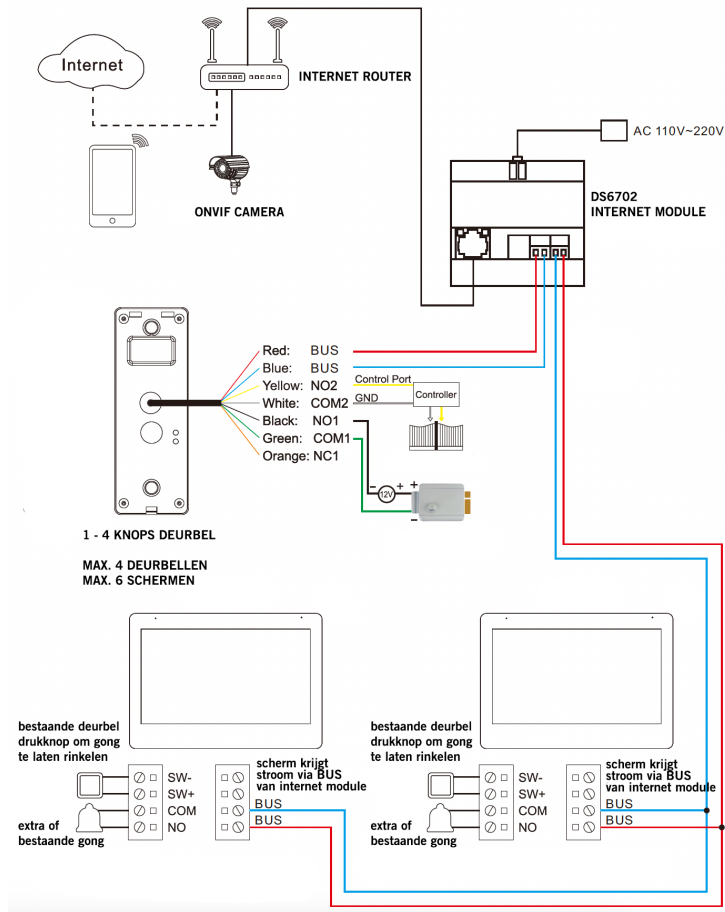 Internet
INTERNET ROUTER
AC 110V~220V
ONVIF CAMERA
DS6702
INTERNET MODULE
Red: BUS
Blue: BUS
Yellow: NO2
Control Port
White: COM2
GND
Controller
Black: NO1
Green: COM1
Orange: NC1
- + +
12V
-
1 - 4 KNOPS DEURBEL
MAX. 4 DEURBELLEN
MAX. 6 SCHERMEN
bestaande deurbel
drukknop om gong
te laten rinkelen
SW-
SW+
COM
NO
extra of
bestaande gong
scherm krijgt
stroom via BUS
van internet module
BUS
BUS
bestaande deurbel
drukknop om gong
te laten rinkelen
SW-
SW+
COM
NO
extra of
bestaande gong
scherm krijgt
stroom via BUS
van internet module
BUS
BUS